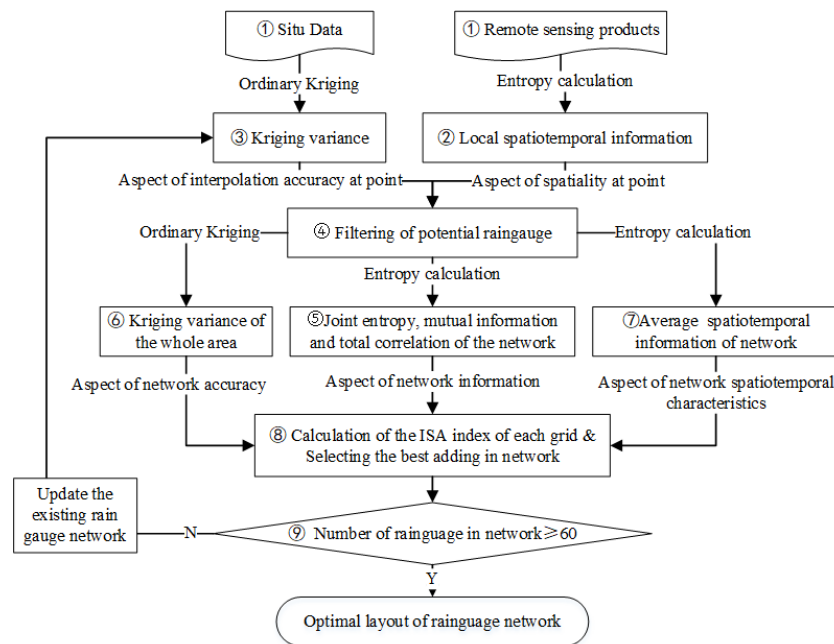 ① Situ Data
① Remote sensing products
Ordinary Kriging
Entropy calculation
③ Kriging variance
② Local spatiotemporal information
Aspect of interpolation accuracy at point
Aspect of spatiality at point
Ordinary Kriging
④ Filtering of potential raingauge
Entropy calculation
Entropy calculation
⑥ Kriging variance of
the whole area
⑤Joint entropy, mutual information
and total correlation of the network
⑦Average spatiotemporal
information of network
Aspect of network accuracy
Aspect of network information
Aspect of network spatiotemporal
characteristics
⑧ Calculation of the ISA index of each grid &
Selecting the best adding in network
Update the
existing rain
gauge network
N
⑨ Number of rainguage in network≥60
Y
Optimal layout of rainguage network